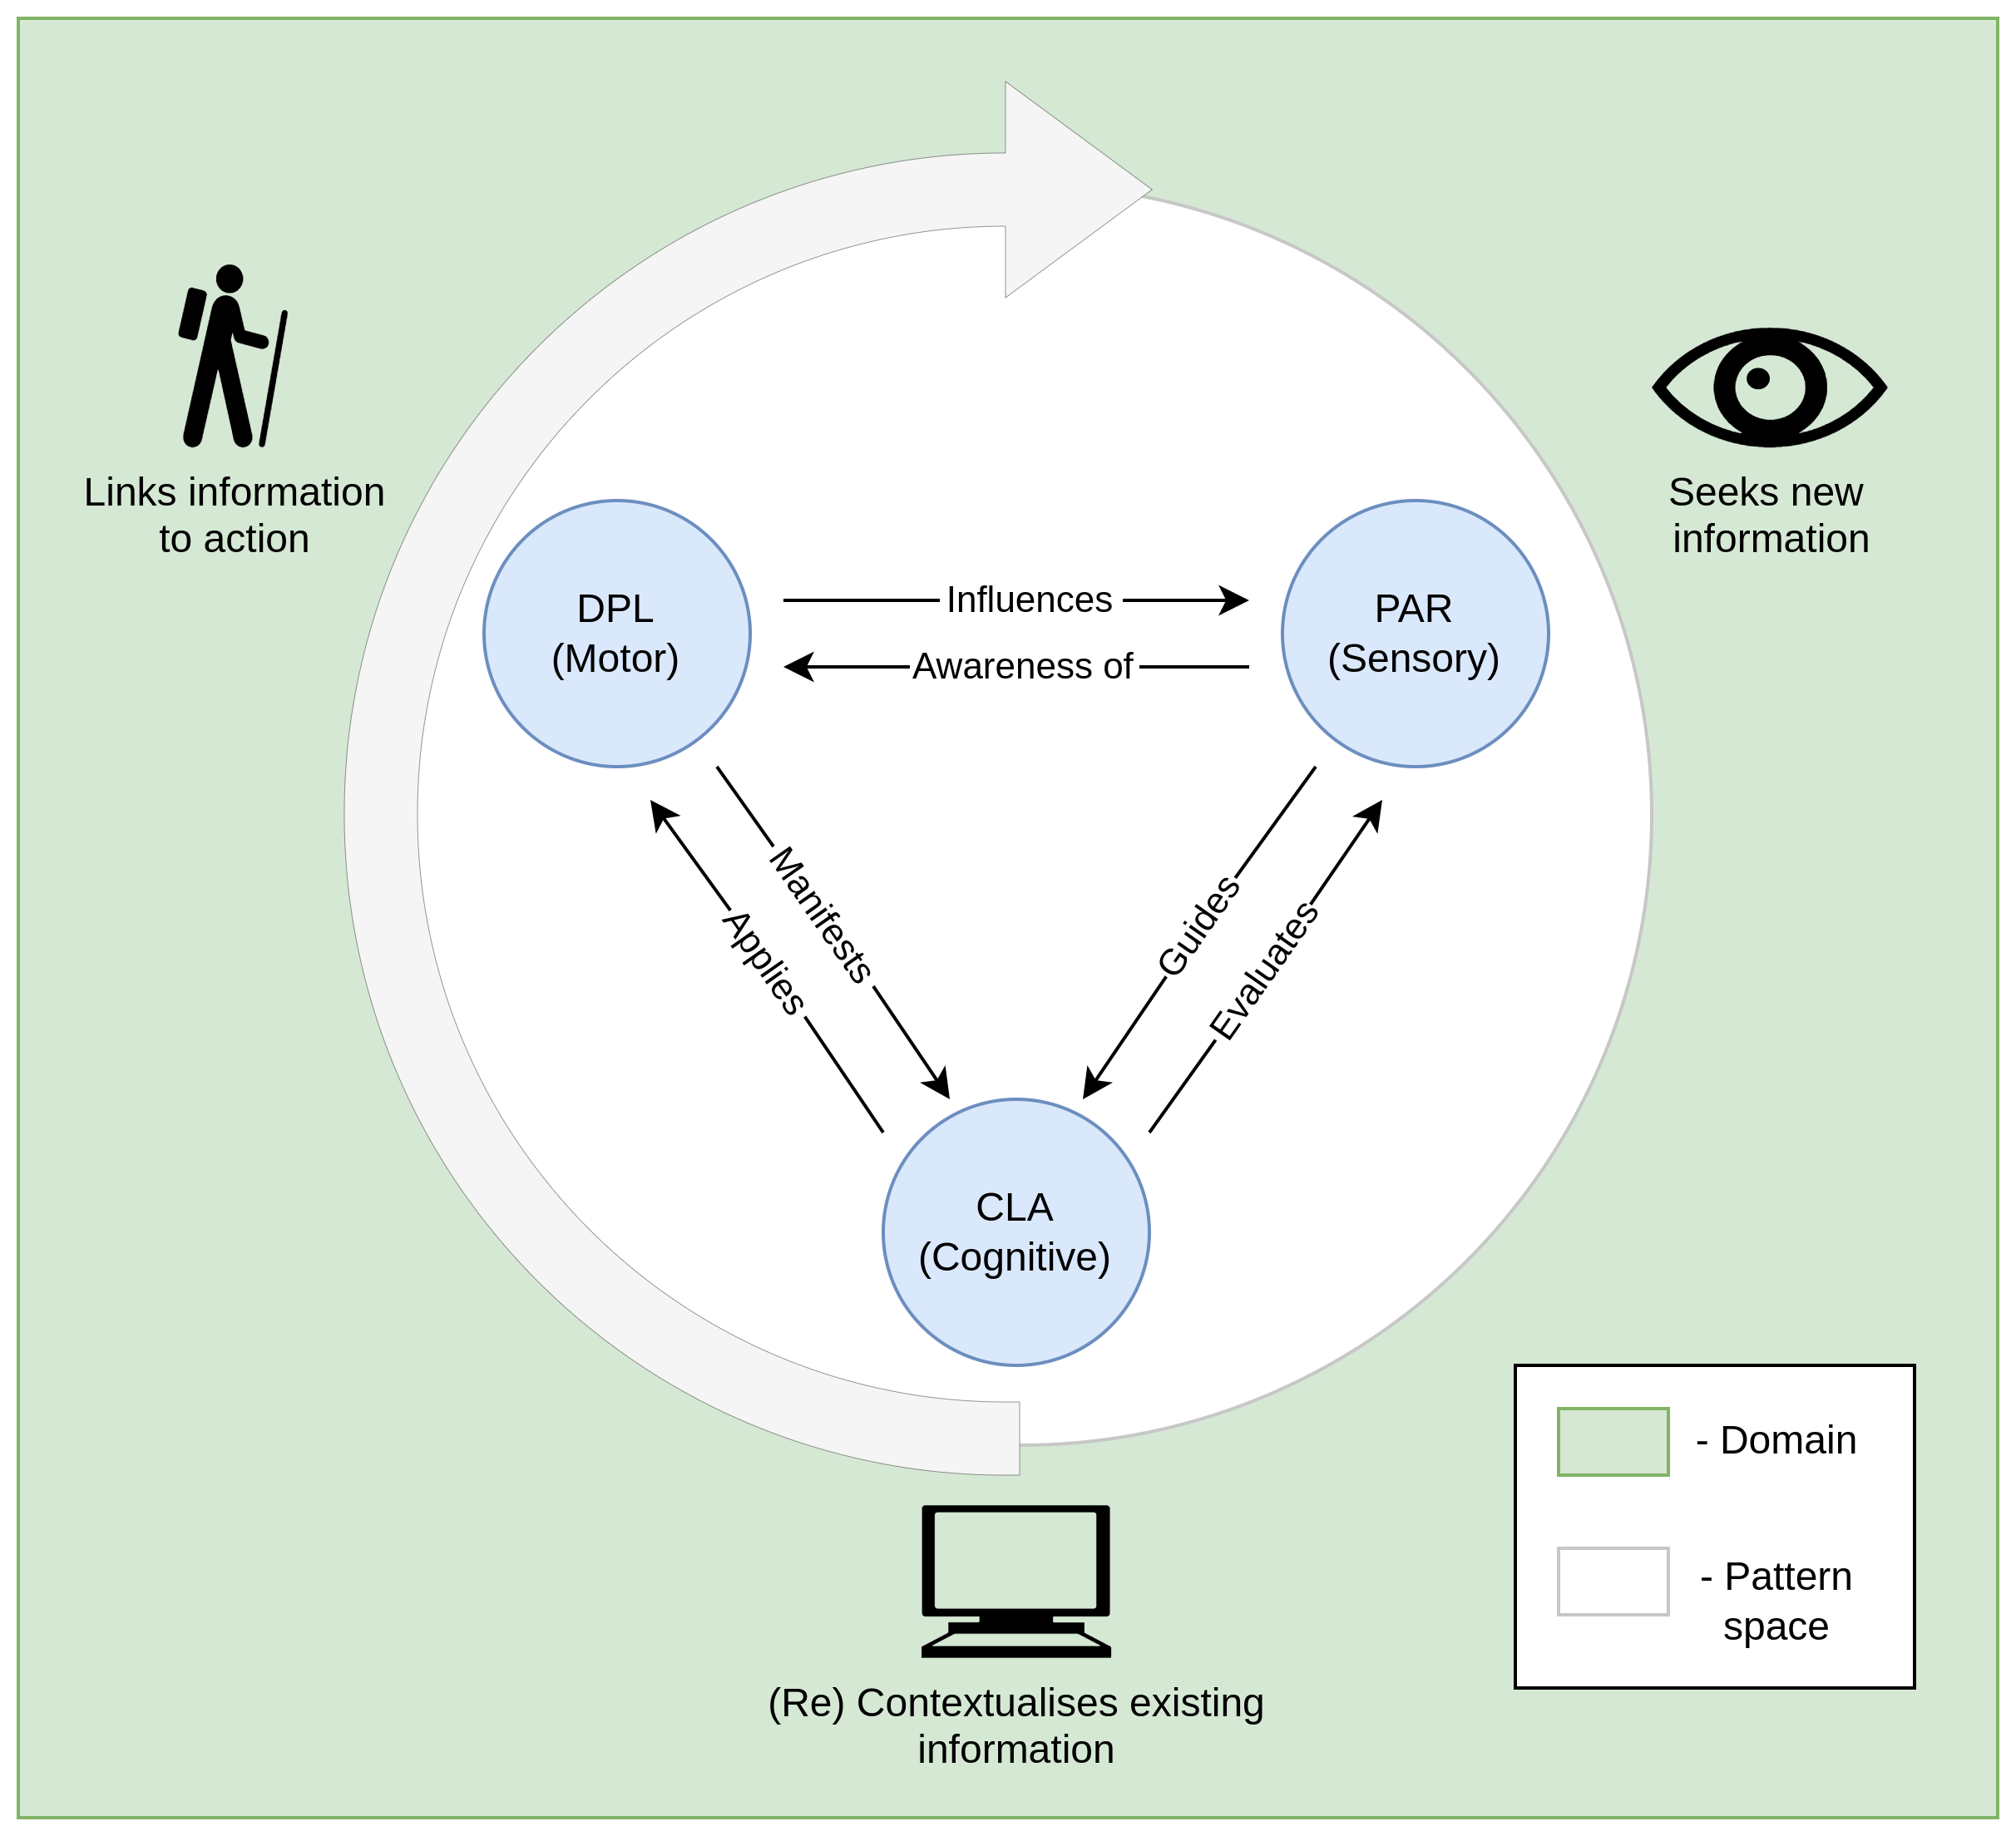 Links information
to action
Seeks new
information
DPL
(Motor)
Influences
Awareness of
PAR
(Sensory)
Manifests
Applies
Guides
Evaluates
CLA
(Cognitive)
- Domain
- Pattern
space
(Re) Contextualises existing
information